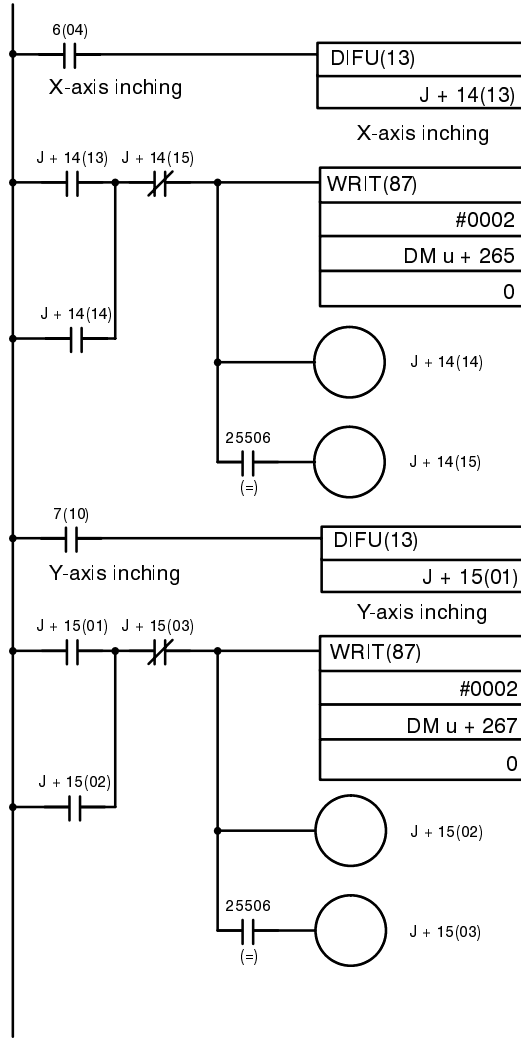 6(04)
DIFU(13)
X-axis inching
J + 14(13)
X-axis inching
J + 14(13) J + 14(15)
WRIT(87)
#0002
DM u + 265
0
J + 14(14)
J + 14(14)
25506
J + 14(15)
(=)
7(10)
DIFU(13)
Y-axis inching
J + 15(01)
Y-axis inching
J + 15(01) J + 15(03)
WRIT(87)
#0002
DM u + 267
0
J + 15(02)
J + 15(02)
25506
J + 15(03)
(=)